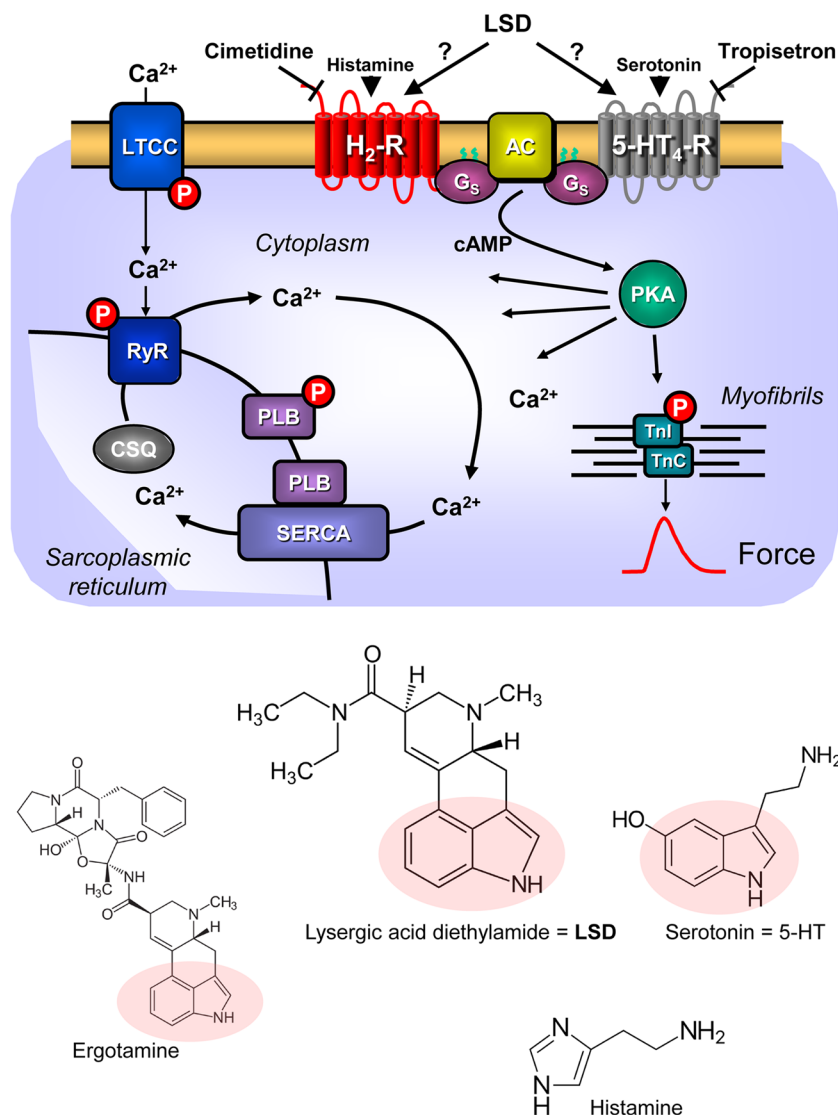 LSD
Cimetidine
?
?
Tropisetron
Histamine
Serotonin
Ca²⁺
LTCC
H₂-R
AC
5-HT₄-R
P
Gₛ
Gₛ
Cytoplasm
cAMP
Ca²⁺
PKA
Ca²⁺
P
RyR
P
PLB
Ca²⁺
P
Myofibrils
TnI
TnC
CSQ
PLB
Ca²⁺
Ca²⁺
SERCA
Sarcoplasmic
reticulum
Force
O
H
H₃C
N
N
CH₃
H
H₃C
NH
Lysergic acid diethylamide = LSD
NH₂
HO
N
H
Serotonin = 5-HT
O
N
H
N
O
HO
O
H₃C
NH
O
N
CH₃
H
NH
Ergotamine
N
NH₂
N
H
Histamine